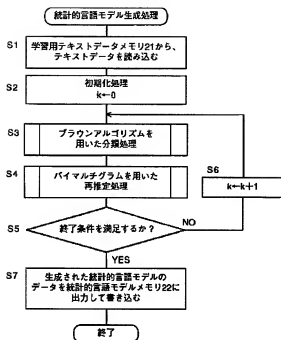 統計的言語モデル生成処理
S1
学習用テキストデータメモリ21から、
テキストデータを読み込む
S2
初期化処理
k←0
S3
ブラウンアルゴリズムを
用いた分類処理
S6
k←k+1
S4
バイマルチグラムを用いた
再推定処理
S5
終了条件を満足するか?
NO
YES
S7
生成された統計的言語モデルの
データを統計的言語モデルメモリ22に
出力して書き込む
終了